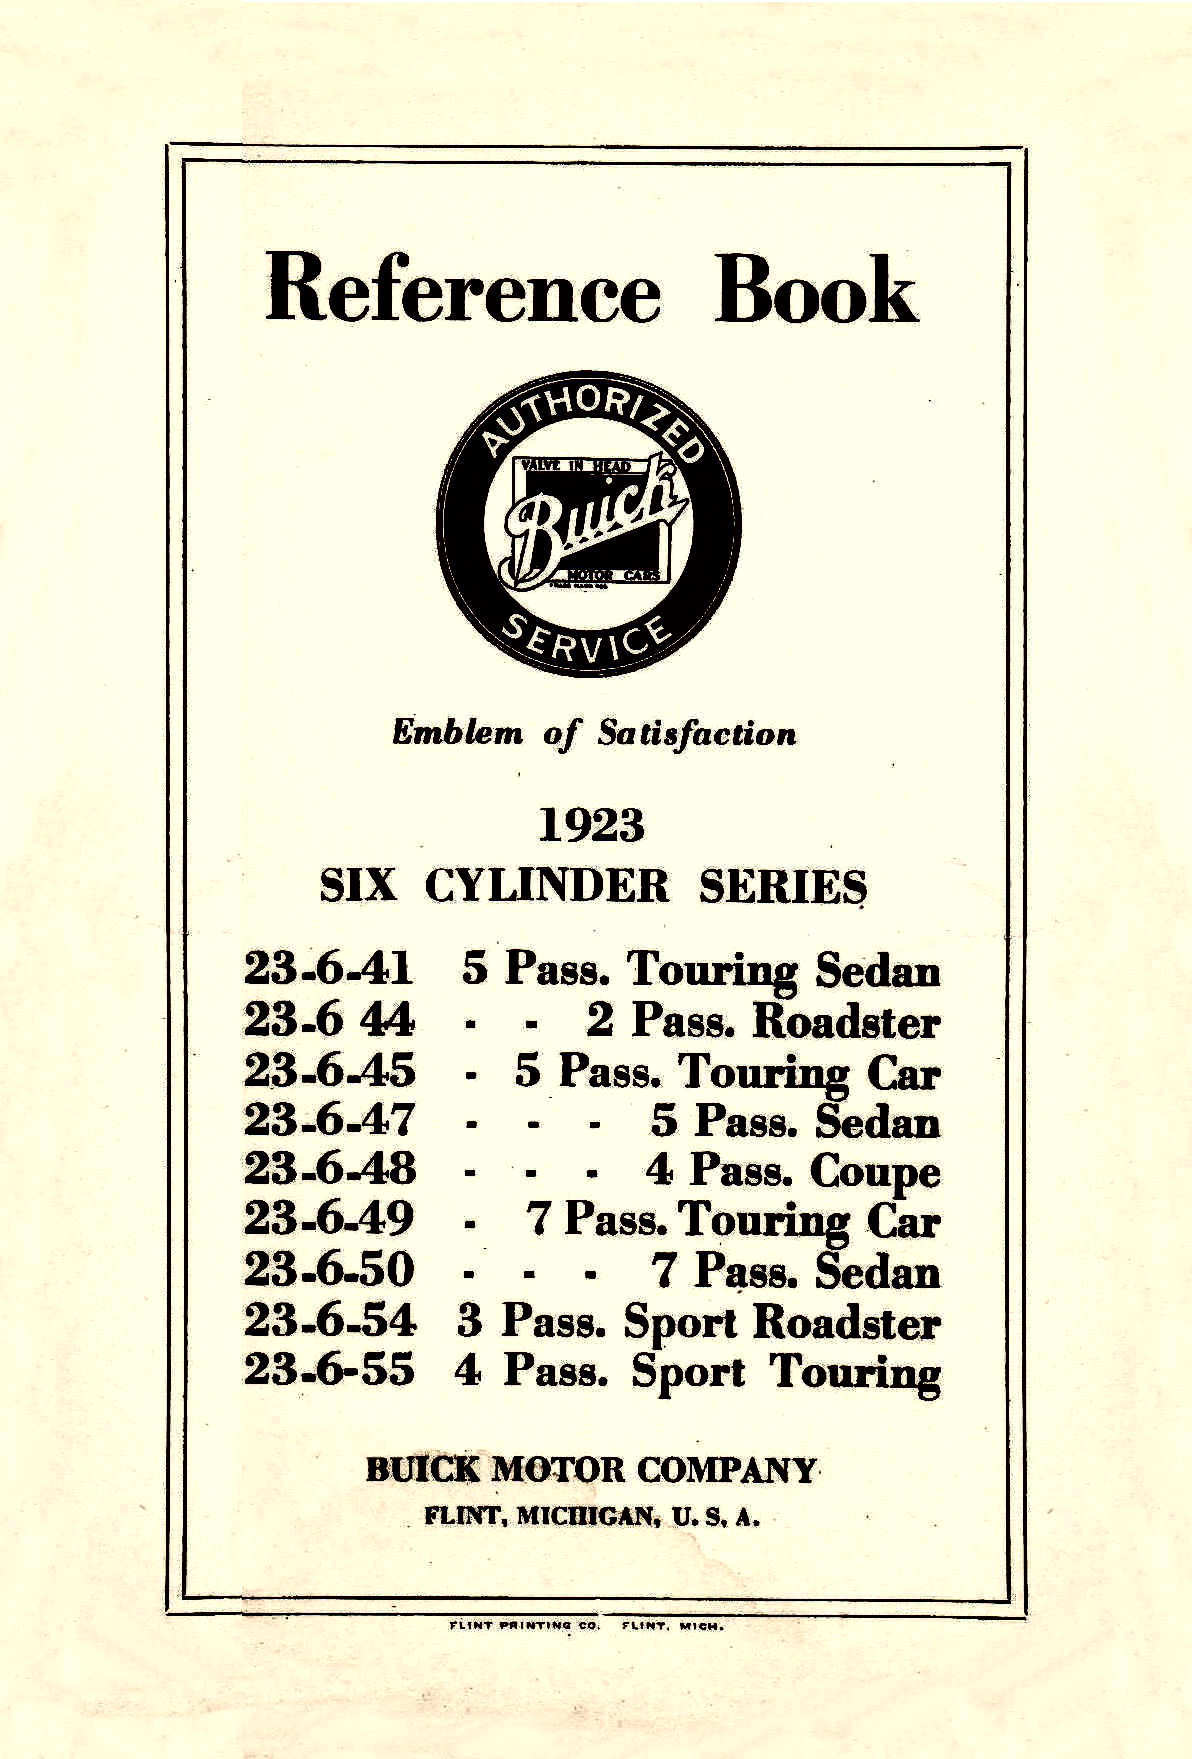 Reference Book
AUTHORIZED
VALVE IN HEAD
Buick
MOTOR CARS
SERVICE
Emblem of Satisfaction
1923
SIX CYLINDER SERIES
23-6-41 5 Pass. Touring Sedan
23-6 44 - - 2 Pass. Roadster
23-6-45 - 5 Pass. Touring Car
23-6-47 - - - 5 Pass. Sedan
23-6-48 - - - 4 Pass. Coupe
23-6-49 - 7 Pass. Touring Car
23-6-50 - - - 7 Pass. Sedan
23-6-54 3 Pass. Sport Roadster
23-6-55 4 Pass. Sport Touring
BUICK MOTOR COMPANY
FLINT, MICHIGAN, U. S. A.
FLINT PRINTING CO. FLINT, MICH.